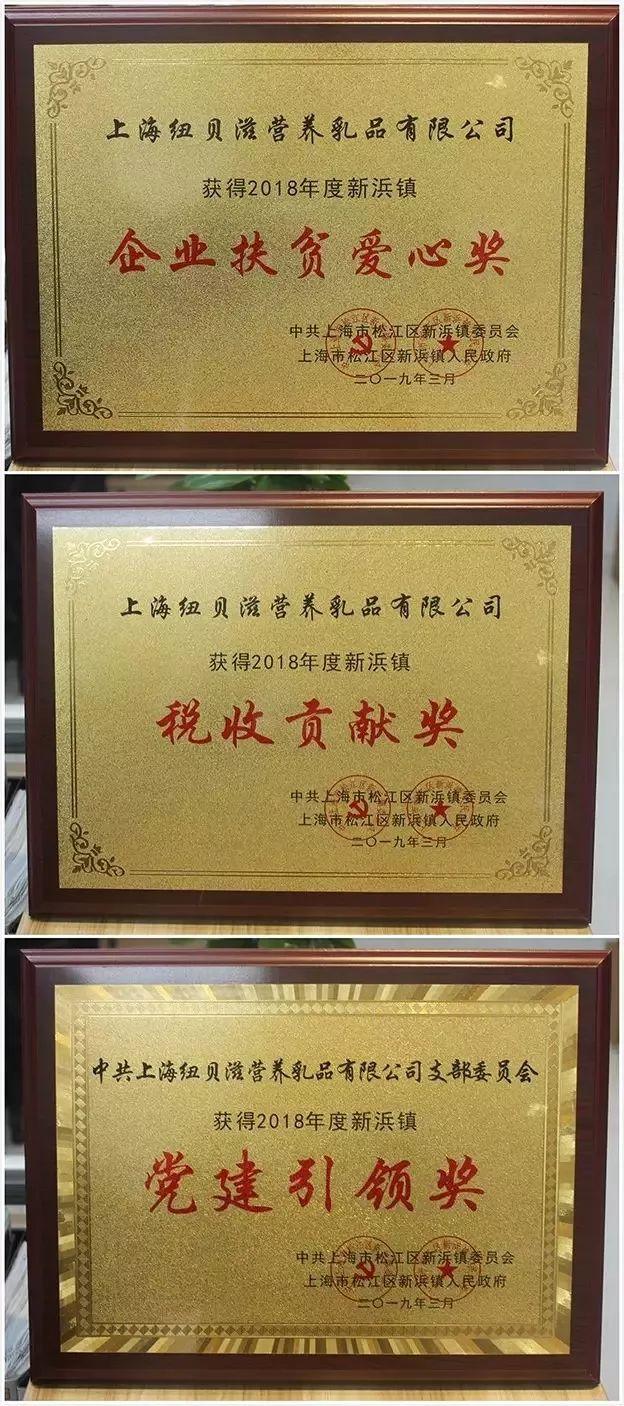 上海纽贝滋营养乳品有限公司
获得2018年度新浜镇
企业扶贫爱心奖
中共上海市松江区新浜镇委员会
上海市松江区新浜镇人民政府
二〇一九年三月
上海纽贝滋营养乳品有限公司
获得2018年度新浜镇
税收贡献奖
中共上海市松江区新浜镇委员会
上海市松江区新浜镇人民政府
二〇一九年三月
中共上海纽贝滋营养乳品有限公司支部委员会
获得2018年度新浜镇
党建引领奖
中共上海市松江区新浜镇委员会
上海市松江区新浜镇人民政府
二〇一九年三月